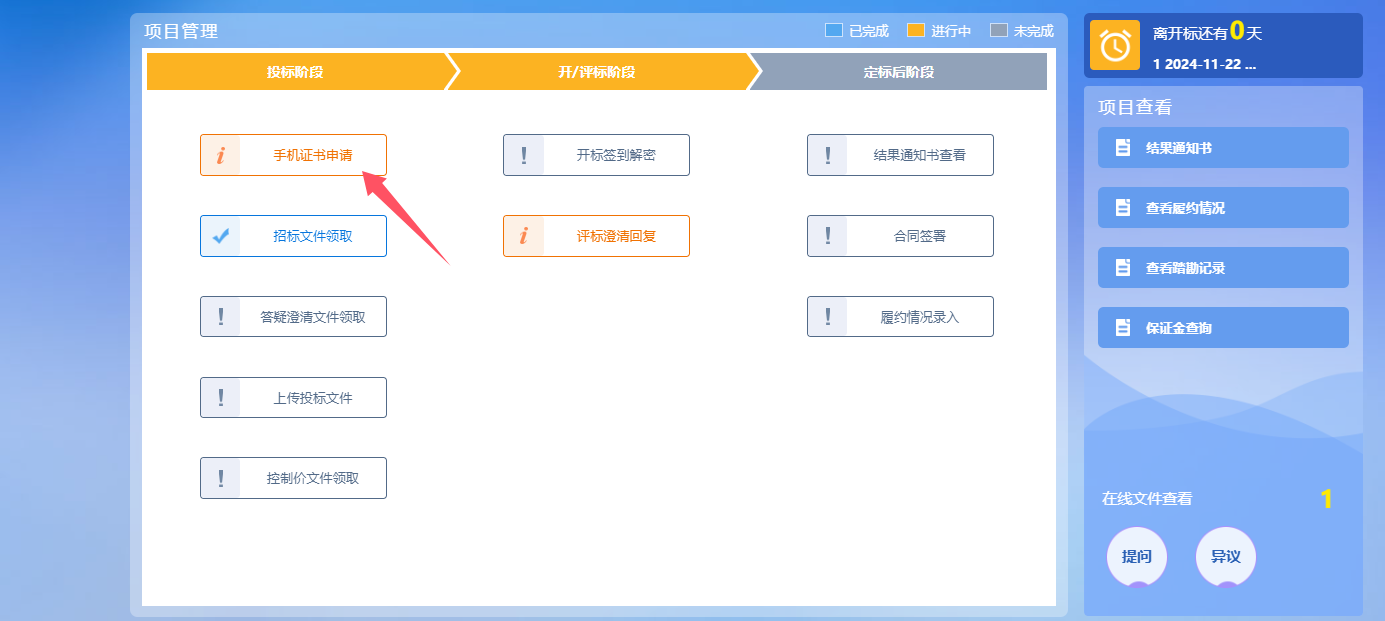 项目管理
已完成 进行中 未完成
投标阶段 开/评标阶段 定标后阶段
手机证书申请 开标签到解密 结果通知书查看
招标文件领取 评标澄清回复 合同签署
答疑澄清文件领取 履约情况录入
上传投标文件
控制价文件领取
离开标还有0天
1 2024-11-22 ...
项目查看
结果通知书
查看履约情况
查看踏勘记录
保证金查询
在线文件查看 1
提问 异议